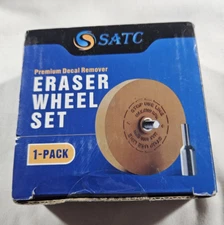 SATC
Premium Decal Remover
ERASER
WHEEL
SET
1-PACK